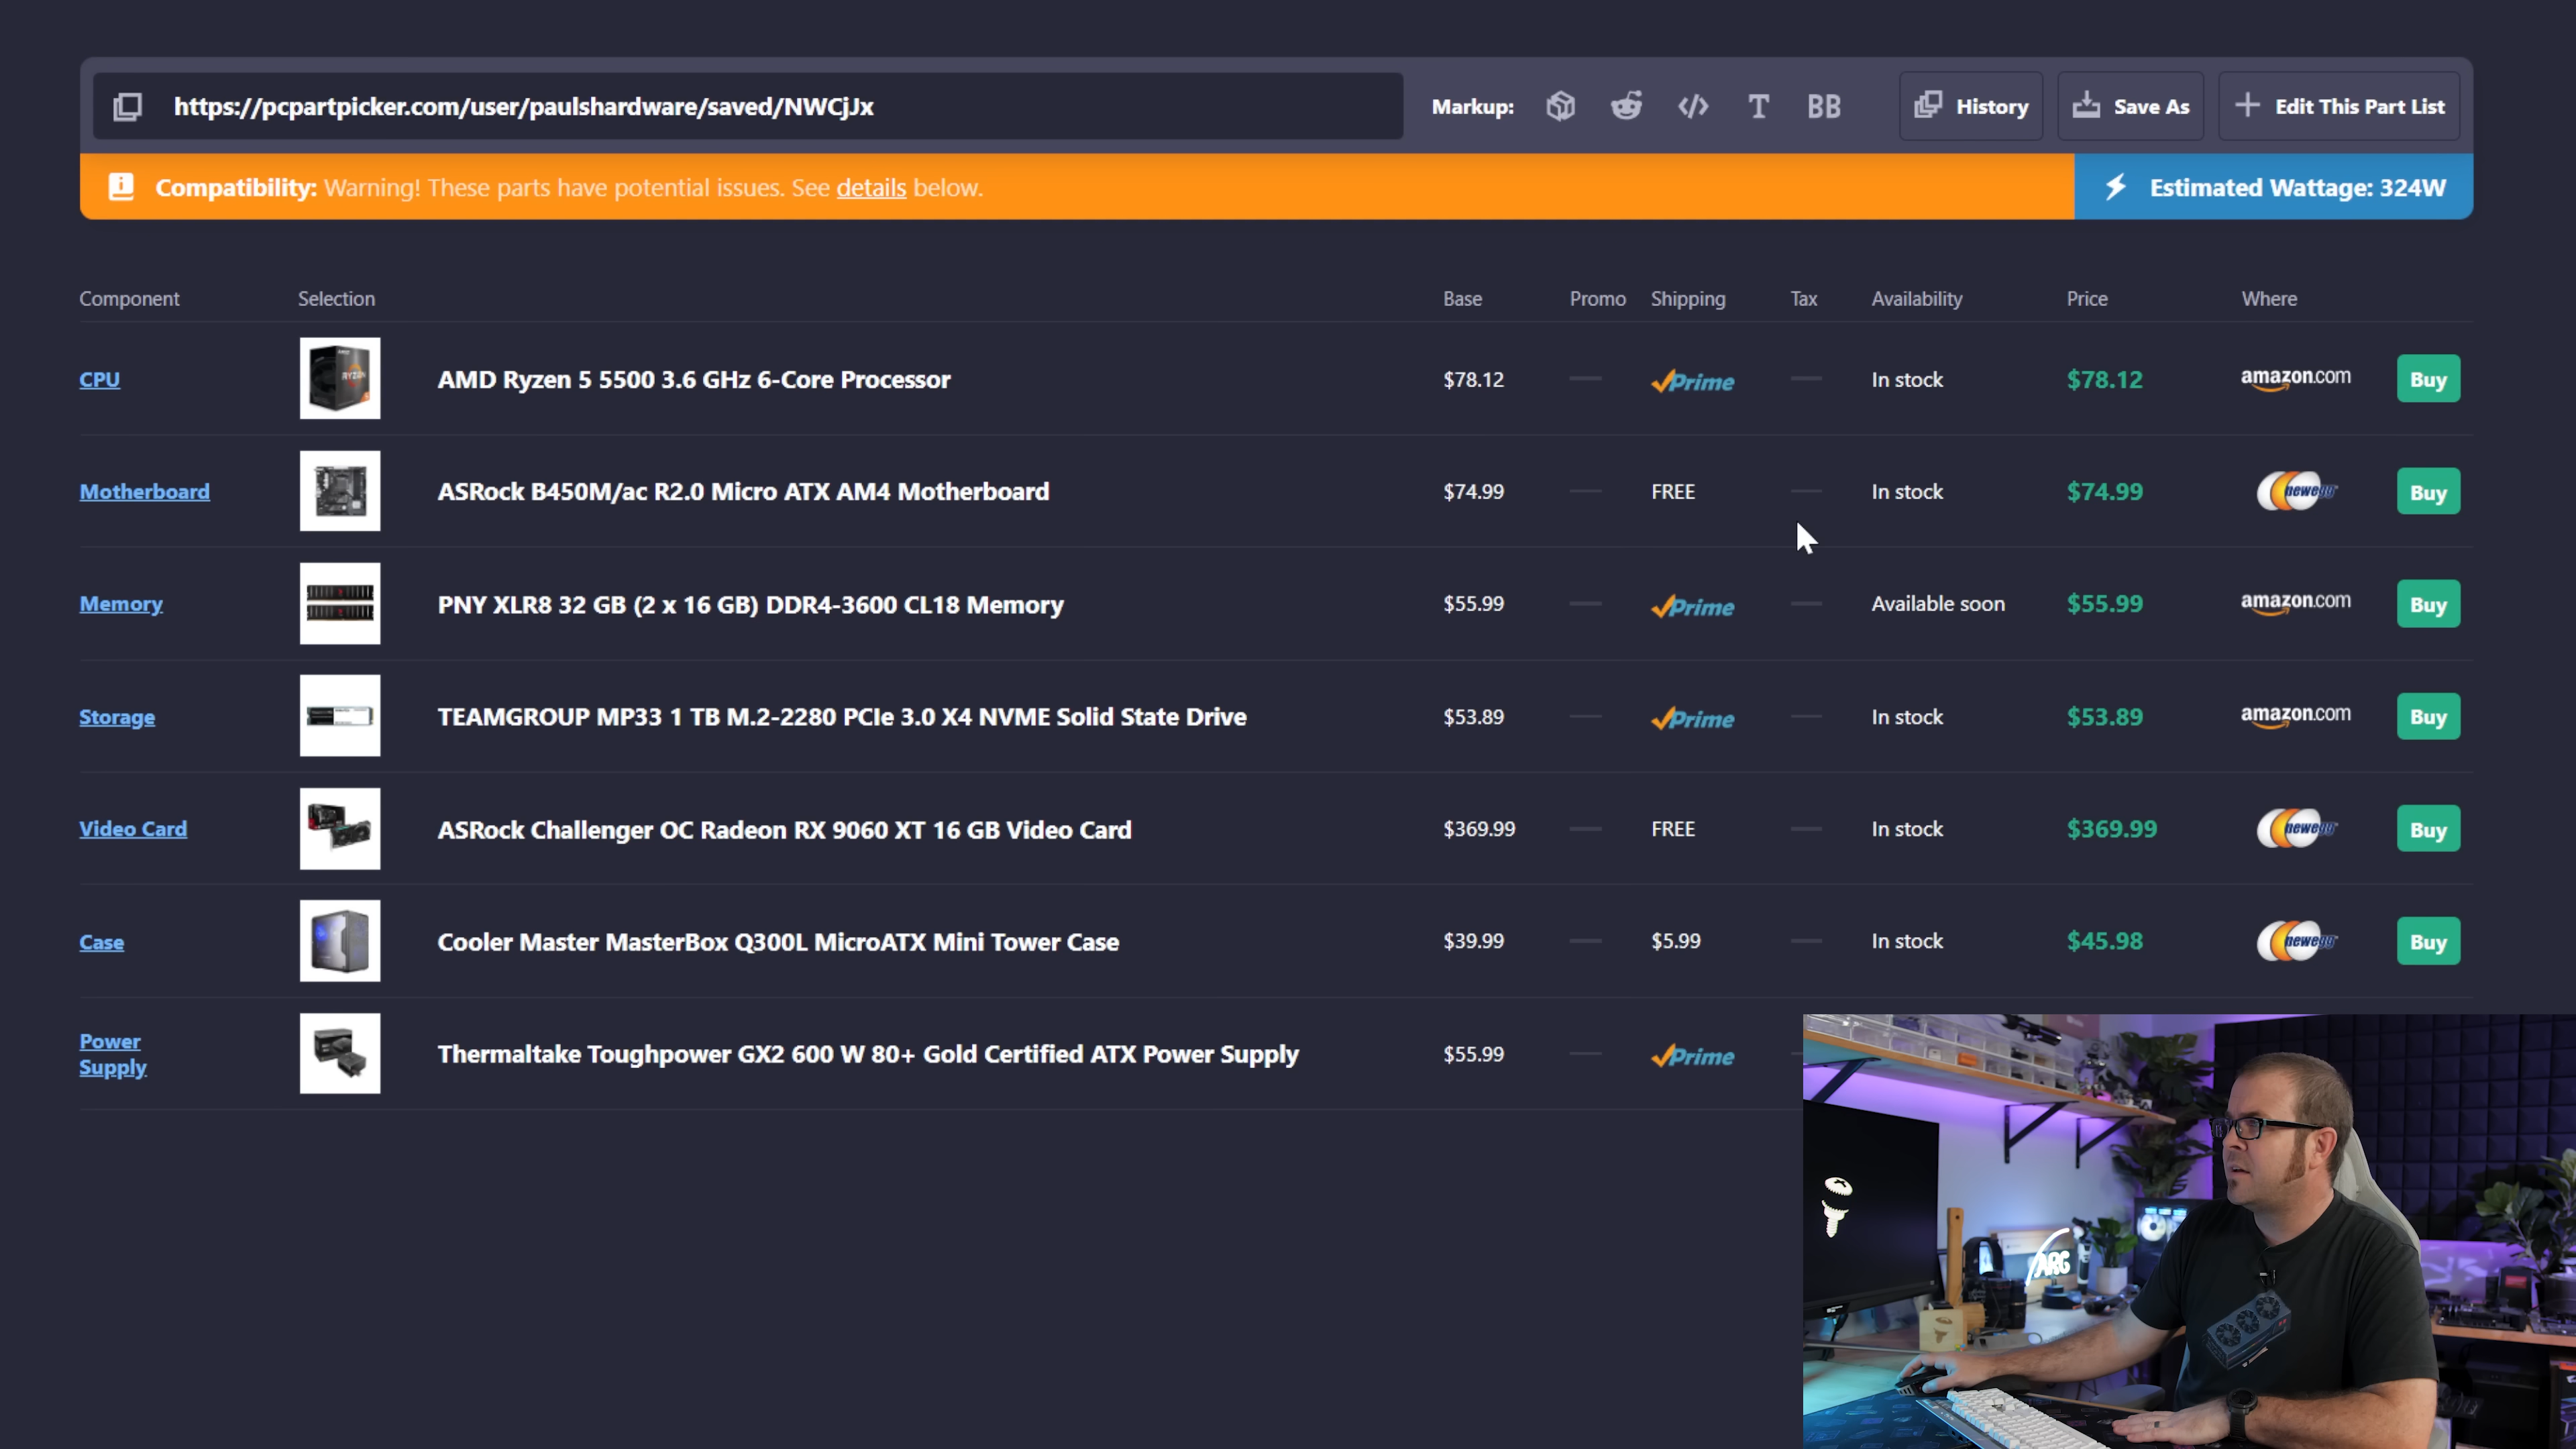 https://pcpartpicker.com/user/paulshardware/saved/NWCjJx Markup: T BB History Save As Edit This Part List
Compatibility: Warning! These parts have potential issues. See details below. Estimated Wattage: 324W
Component Selection Base Promo Shipping Tax Availability Price Where
CPU RYZEN AMD Ryzen 5 5500 3.6 GHz 6-Core Processor $78.12 — Prime — In stock $78.12 amazon.com Buy
Motherboard ASRock B450M/ac R2.0 Micro ATX AM4 Motherboard $74.99 — FREE — In stock $74.99 newegg Buy
Memory PNY XLR8 32 GB (2 x 16 GB) DDR4-3600 CL18 Memory $55.99 — Prime — Available soon $55.99 amazon.com Buy
Storage TEAMGROUP MP33 1 TB M.2-2280 PCIe 3.0 X4 NVME Solid State Drive $53.89 — Prime — In stock $53.89 amazon.com Buy
Video Card ASRock Challenger OC Radeon RX 9060 XT 16 GB Video Card $369.99 — FREE — In stock $369.99 newegg Buy
Case Cooler Master MasterBox Q300L MicroATX Mini Tower Case $39.99 — $5.99 — In stock $45.98 newegg Buy
Power Supply Thermaltake Toughpower GX2 600 W 80+ Gold Certified ATX Power Supply $55.99 — Prime —
ARC